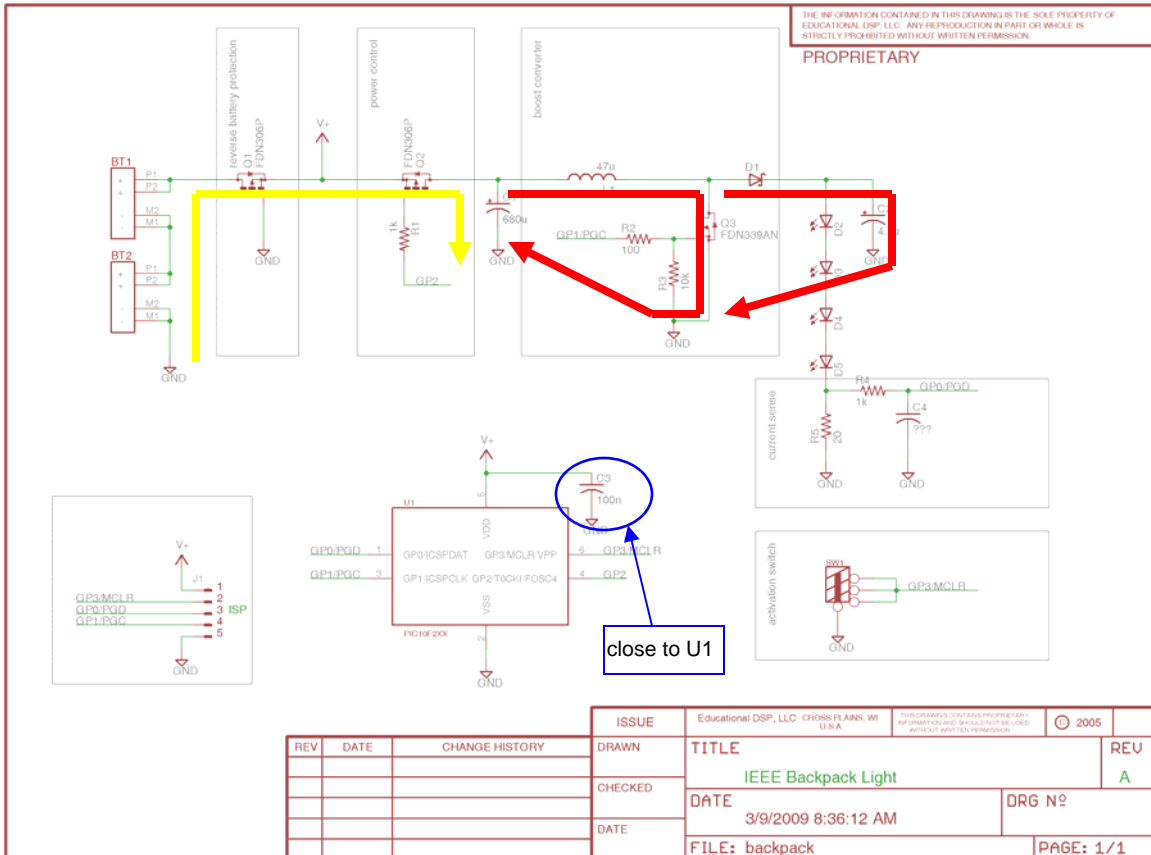 THE INFORMATION CONTAINED IN THIS DRAWING IS THE SOLE PROPERTY OF
EDUCATIONAL DSP, LLC. ANY REPRODUCTION IN PART OR WHOLE IS
STRICTLY PROHIBITED WITHOUT WRITTEN PERMISSION.
PROPRIETARY
reverse battery protection
power control
boost converter
V+
Q1
FDN306P
FDN306P
Q2
BT1
+ P1
+ P2
- M2
M1
BT2
+ P1
P2
- M2
M1
GND
GND
1k
R1
GP2
680u
GND
47u
L1
D1
GP1/PGC
R2
100
R3
10k
GND
Q3
FDN339AN
D2
D4
D5
GND
current sense
R4
1k
GP0/PGD
C4
???
R5
20
GND
GND
V+
C3
100n
GND
U1
5
VDD
GP0/PGD 1 GP0/ICSPDAT GP3/MCLR/VPP 6 GP3/MCLR
GP1/PGC 3 GP1/ICSPCLK GP2/T0CKI/FOSC4 4 GP2
VSS
PIC10F2XX
2
GND
close to U1
V+
J1
1
GP3/MCLR 2
GP0/PGD 3 ISP
GP1/PGC 4
5
GND
activation switch
SW1
GP3/MCLR
GND
ISSUE
Educational DSP, LLC CROSS PLAINS, WI
U.S.A
THIS DRAWING CONTAINS PROPRIETARY
INFORMATION AND SHOULD NOT BE USED
WITHOUT WRITTEN PERMISSION
© 2005
REV DATE CHANGE HISTORY
DRAWN
CHECKED
DATE
TITLE
IEEE Backpack Light
REV
A
DATE
3/9/2009 8:36:12 AM
DRG Nº
FILE: backpack
PAGE: 1/1